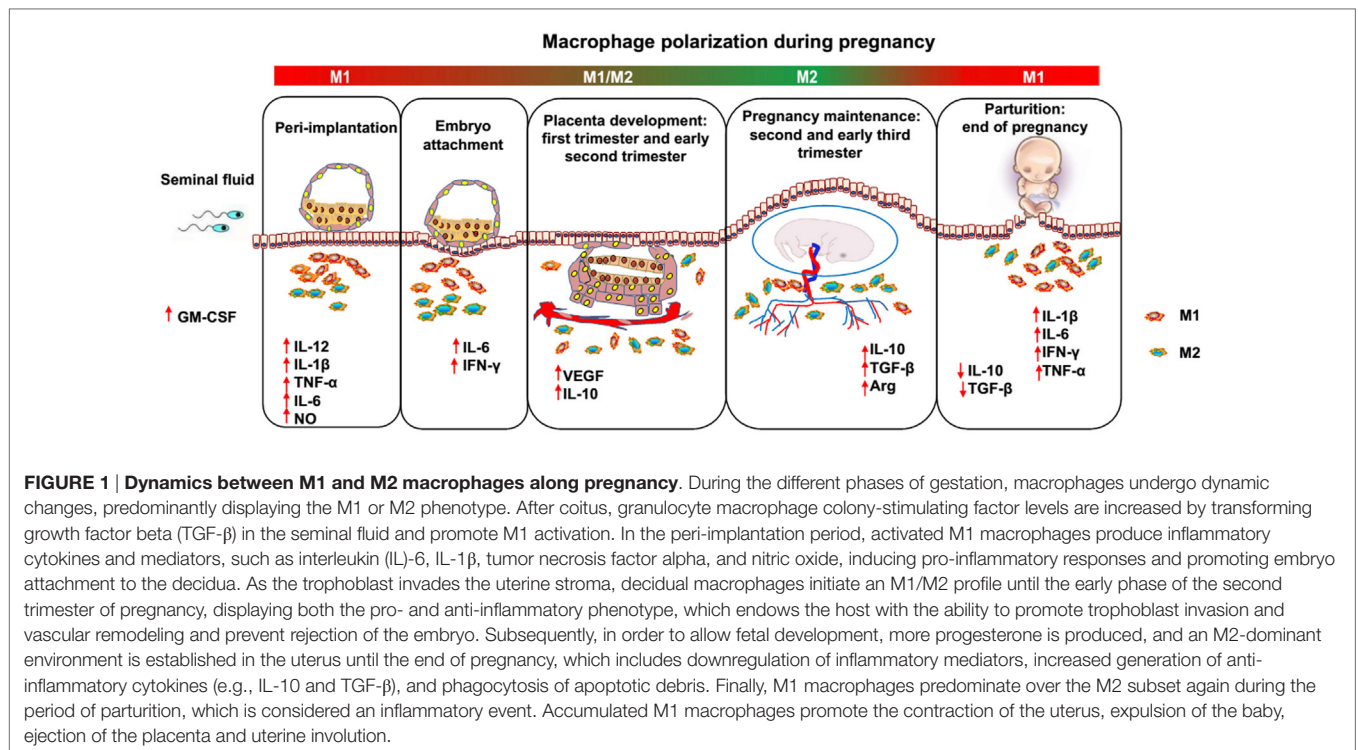 Macrophage polarization during pregnancy
M1
M1/M2
M2
M1
Seminal fluid
↑ GM-CSF
Peri-implantation
↑ IL-12
↑ IL-1β
↑ TNF-α
↑ IL-6
↑ NO
Embryo
attachment
↑ IL-6
↑ IFN-γ
Placenta development:
first trimester and early
second trimester
↑ VEGF
↑ IL-10
Pregnancy maintenance:
second and early third
trimester
↑ IL-10
↑ TGF-β
↑ Arg
Parturition:
end of pregnancy
↓ IL-10
↓ TGF-β
↑ IL-1β
↑ IL-6
↑ IFN-γ
↑ TNF-α
M1
M2
FIGURE 1 | Dynamics between M1 and M2 macrophages along pregnancy. During the different phases of gestation, macrophages undergo dynamic
changes, predominantly displaying the M1 or M2 phenotype. After coitus, granulocyte macrophage colony-stimulating factor levels are increased by transforming
growth factor beta (TGF-β) in the seminal fluid and promote M1 activation. In the peri-implantation period, activated M1 macrophages produce inflammatory
cytokines and mediators, such as interleukin (IL)-6, IL-1β, tumor necrosis factor alpha, and nitric oxide, inducing pro-inflammatory responses and promoting embryo
attachment to the decidua. As the trophoblast invades the uterine stroma, decidual macrophages initiate an M1/M2 profile until the early phase of the second
trimester of pregnancy, displaying both the pro- and anti-inflammatory phenotype, which endows the host with the ability to promote trophoblast invasion and
vascular remodeling and prevent rejection of the embryo. Subsequently, in order to allow fetal development, more progesterone is produced, and an M2-dominant
environment is established in the uterus until the end of pregnancy, which includes downregulation of inflammatory mediators, increased generation of anti-
inflammatory cytokines (e.g., IL-10 and TGF-β), and phagocytosis of apoptotic debris. Finally, M1 macrophages predominate over the M2 subset again during the
period of parturition, which is considered an inflammatory event. Accumulated M1 macrophages promote the contraction of the uterus, expulsion of the baby,
ejection of the placenta and uterine involution.